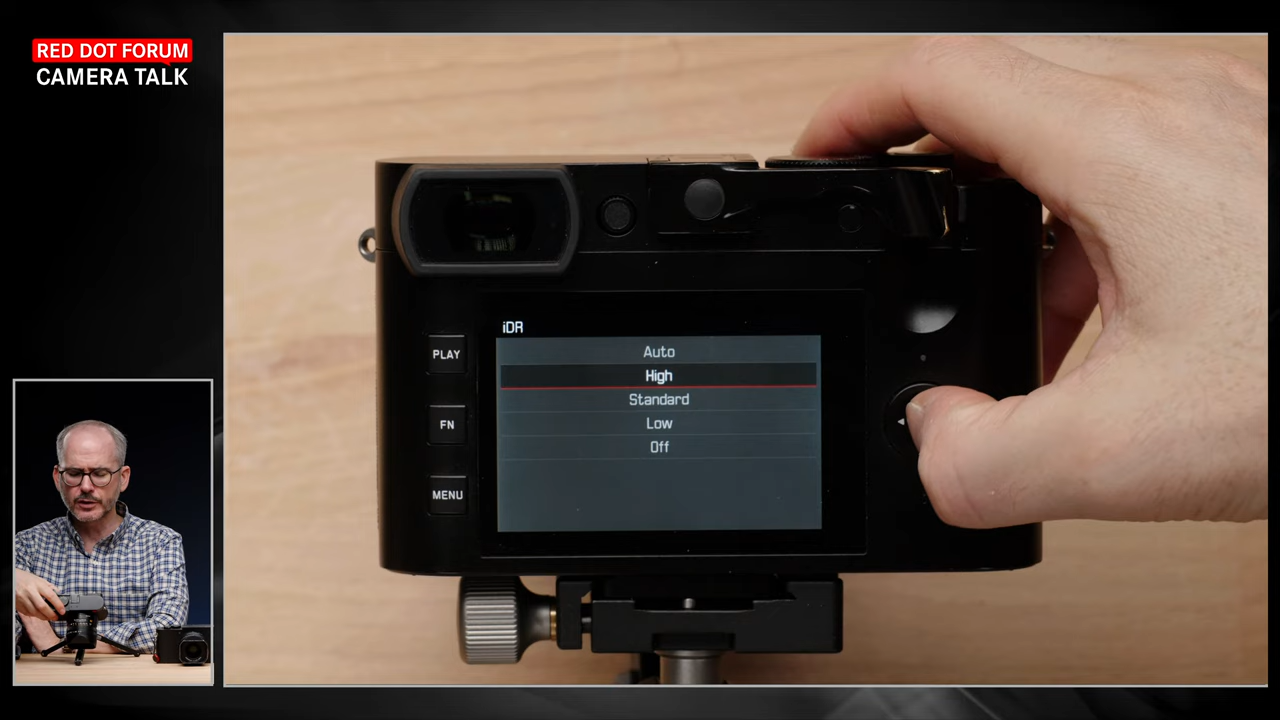 RED DOT FORUM
CAMERA TALK
iDR
Auto
High
Standard
Low
Off
PLAY
FN
MENU